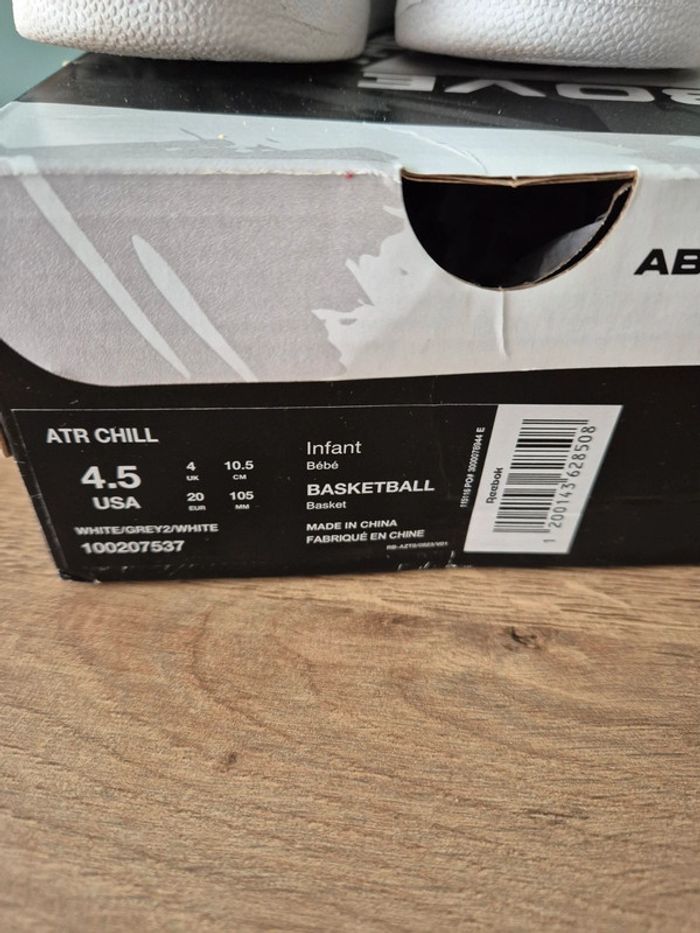 AB
ATR CHILL
4.5
USA
4
UK
10.5
CM
20
EUR
105
MM
WHITE/GREY2/WHITE
100207537
Infant
Bébé
BASKETBALL
Basket
MADE IN CHINA
FABRIQUÉ EN CHINE
Reebok
1 200143 628508